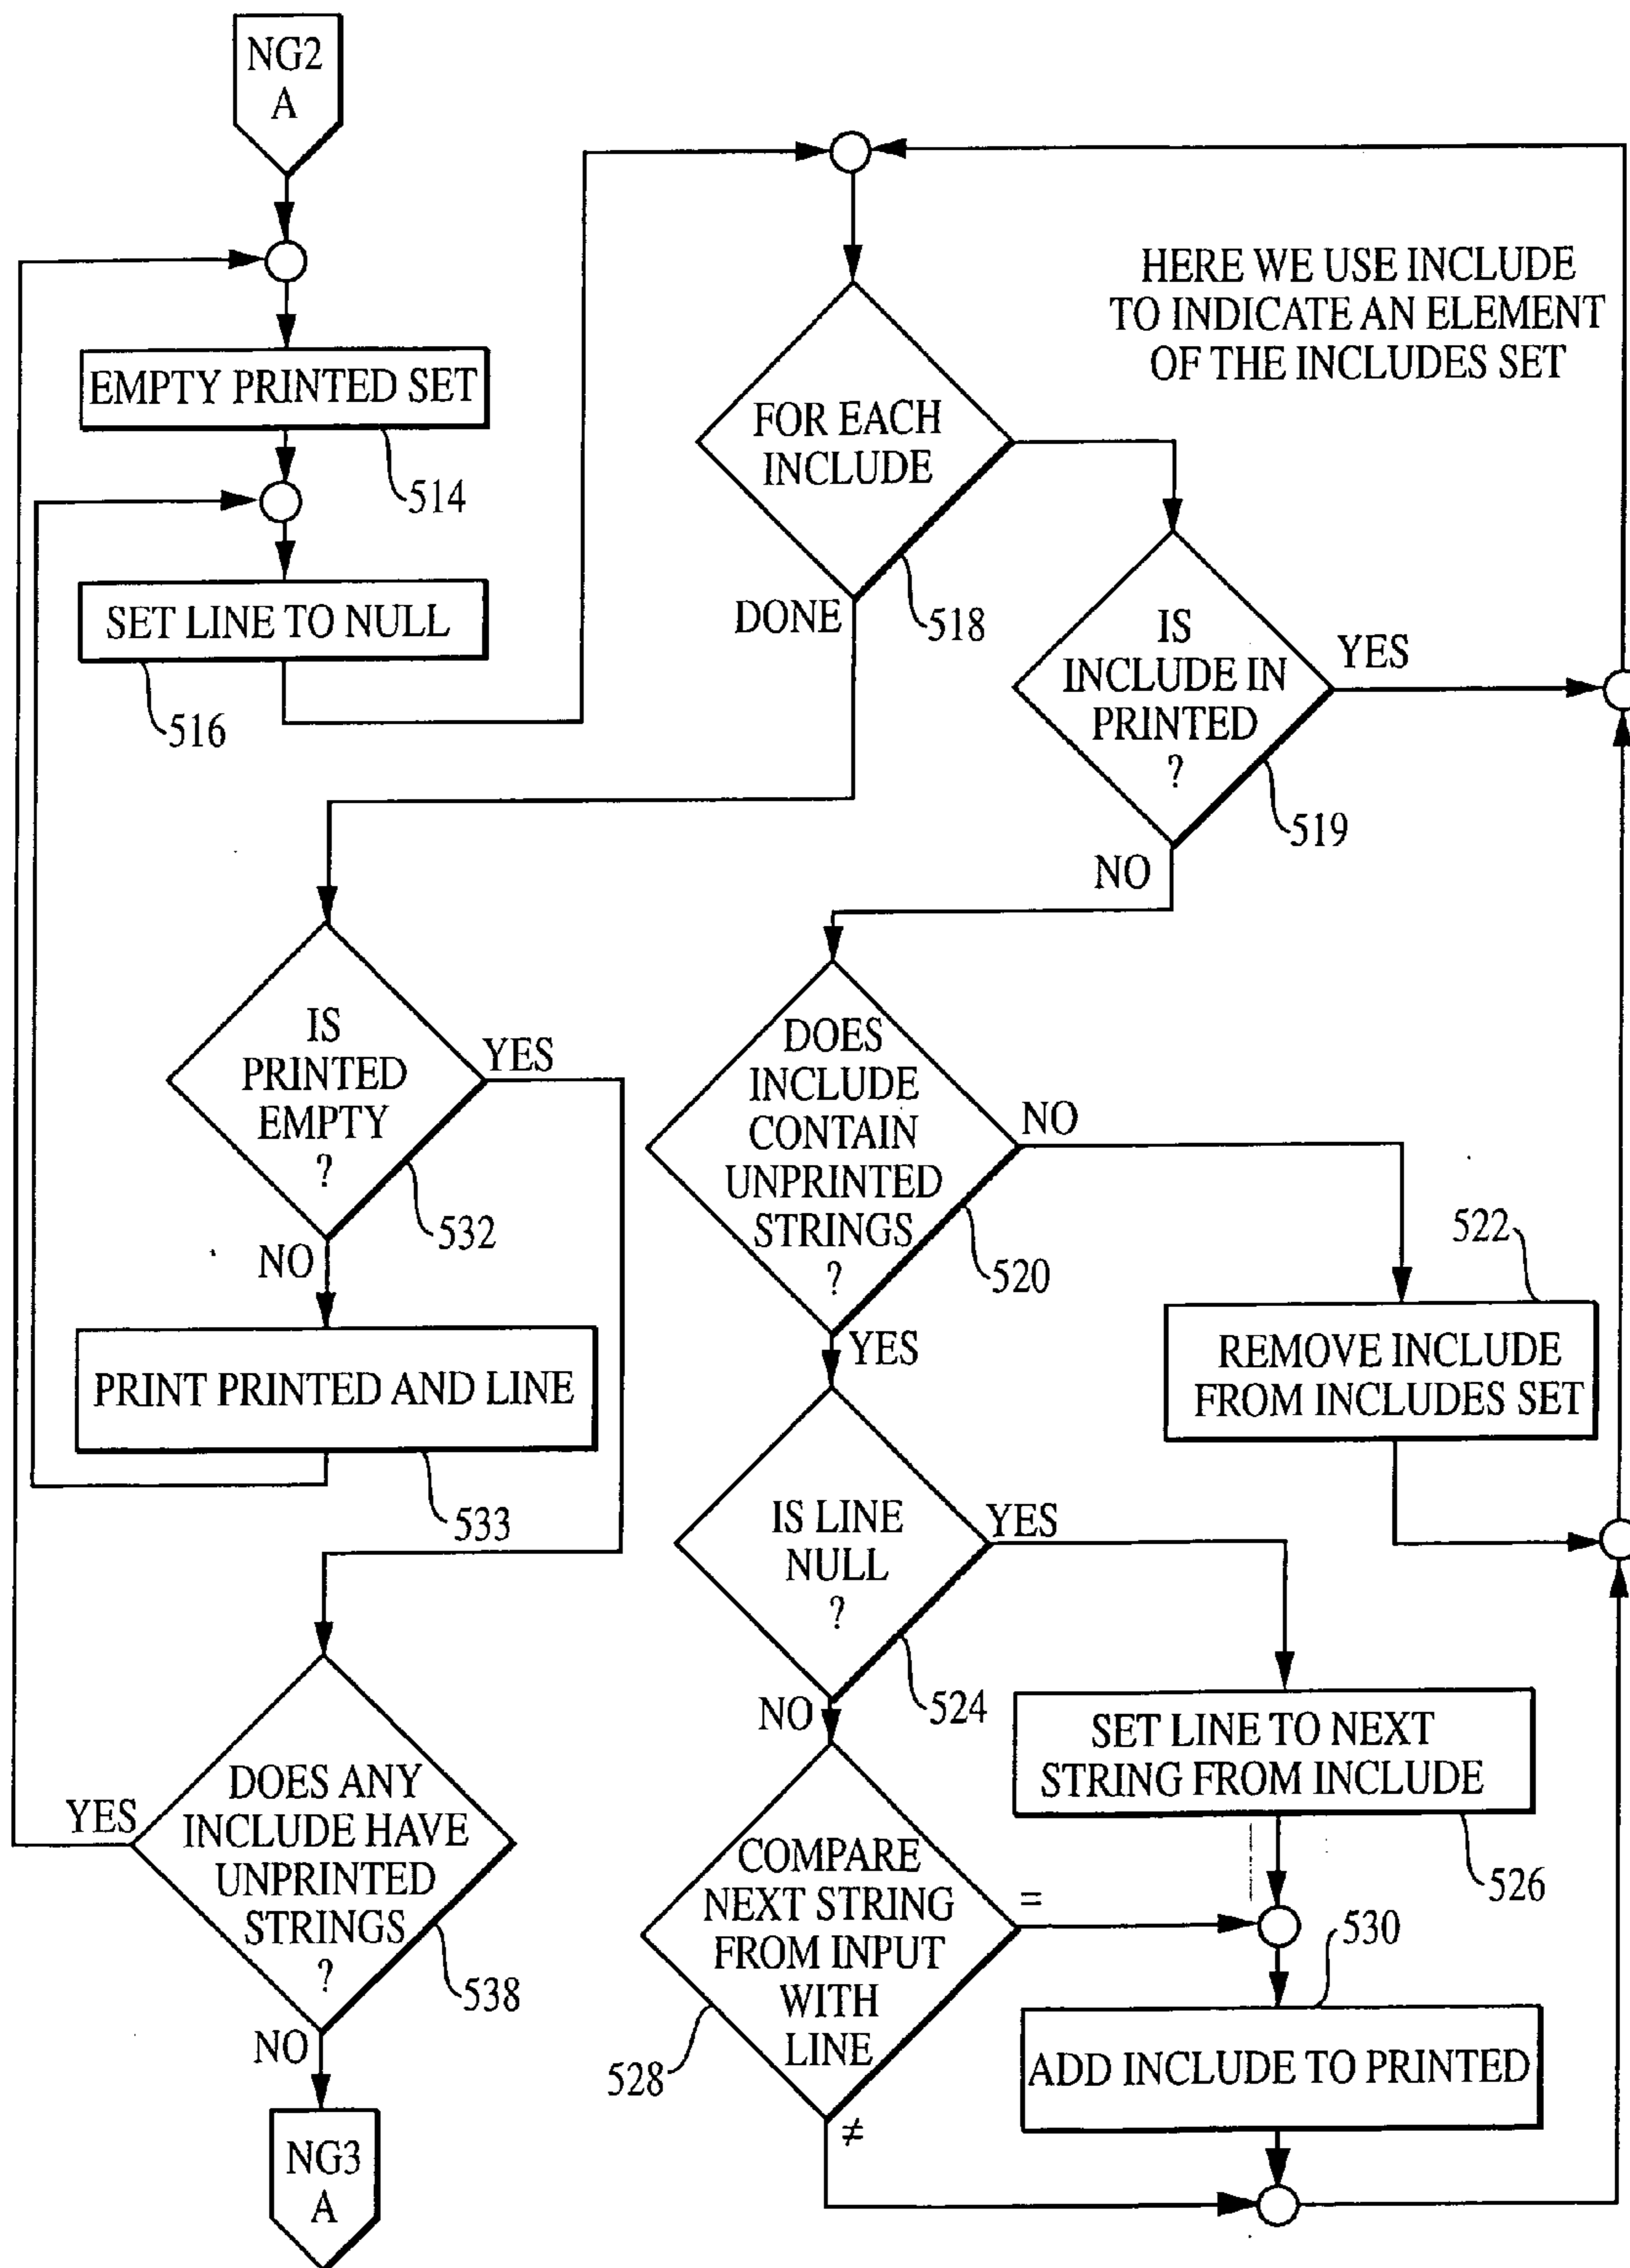 NG2
A
EMPTY PRINTED SET
514
SET LINE TO NULL
516
HERE WE USE INCLUDE
TO INDICATE AN ELEMENT
OF THE INCLUDES SET
FOR EACH
INCLUDE
518
DONE
IS
INCLUDE IN
PRINTED
?
YES
519
NO
IS
PRINTED
EMPTY
?
YES
532
NO
PRINT PRINTED AND LINE
533
DOES
INCLUDE
CONTAIN
UNPRINTED
STRINGS
?
NO
520
YES
522
REMOVE INCLUDE
FROM INCLUDES SET
IS LINE
NULL
?
YES
524
NO
SET LINE TO NEXT
STRING FROM INCLUDE
526
DOES ANY
INCLUDE HAVE
UNPRINTED
STRINGS
?
YES
538
NO
COMPARE
NEXT STRING
FROM INPUT
WITH
LINE
=
528
≠
530
ADD INCLUDE TO PRINTED
NG3
A